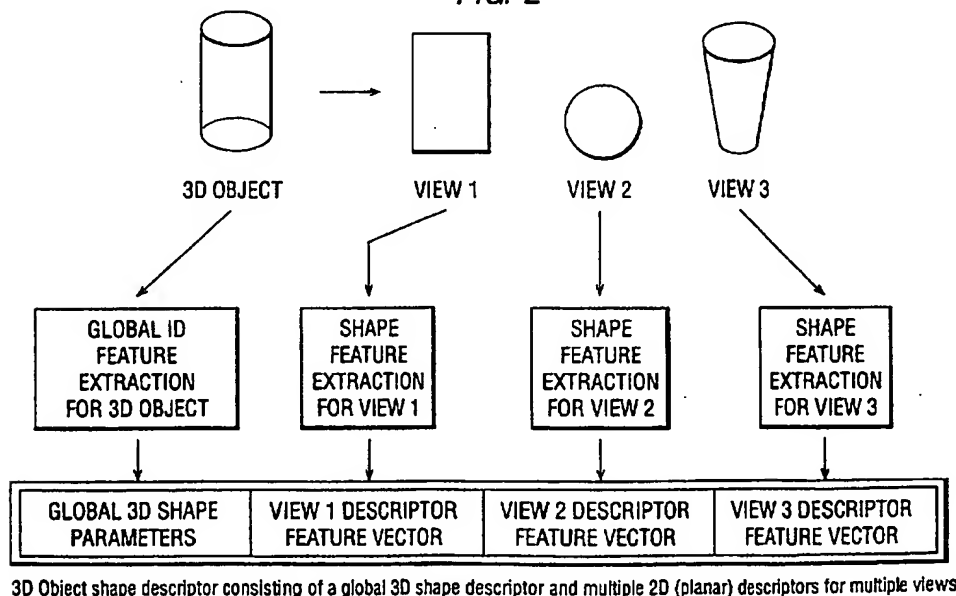 3D OBJECT
VIEW 1
VIEW 2
VIEW 3
GLOBAL ID
FEATURE
EXTRACTION
FOR 3D OBJECT
SHAPE
FEATURE
EXTRACTION
FOR VIEW 1
SHAPE
FEATURE
EXTRACTION
FOR VIEW 2
SHAPE
FEATURE
EXTRACTION
FOR VIEW 3
GLOBAL 3D SHAPE
PARAMETERS
VIEW 1 DESCRIPTOR
FEATURE VECTOR
VIEW 2 DESCRIPTOR
FEATURE VECTOR
VIEW 3 DESCRIPTOR
FEATURE VECTOR
3D Object shape descriptor consisting of a global 3D shape descriptor and multiple 2D (planar) descriptors for multiple views